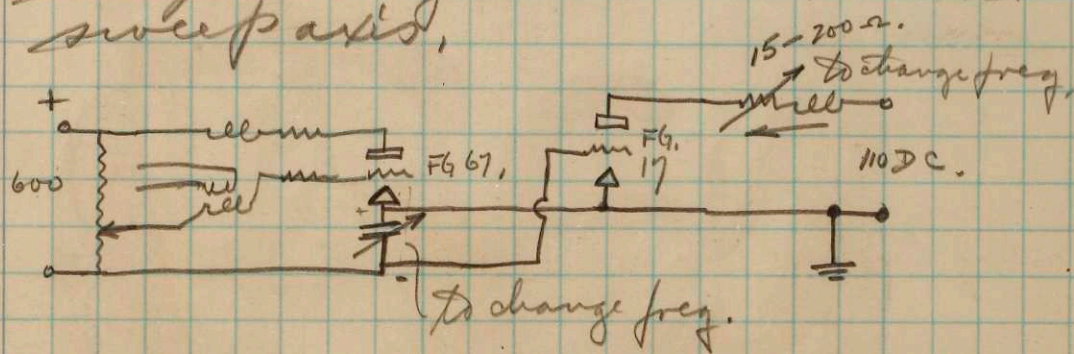 sweep axis.
15-200 Ω.
to change freq.
+
FG.
17
600
FG 67.
110 DC.
+
-
to change freq.